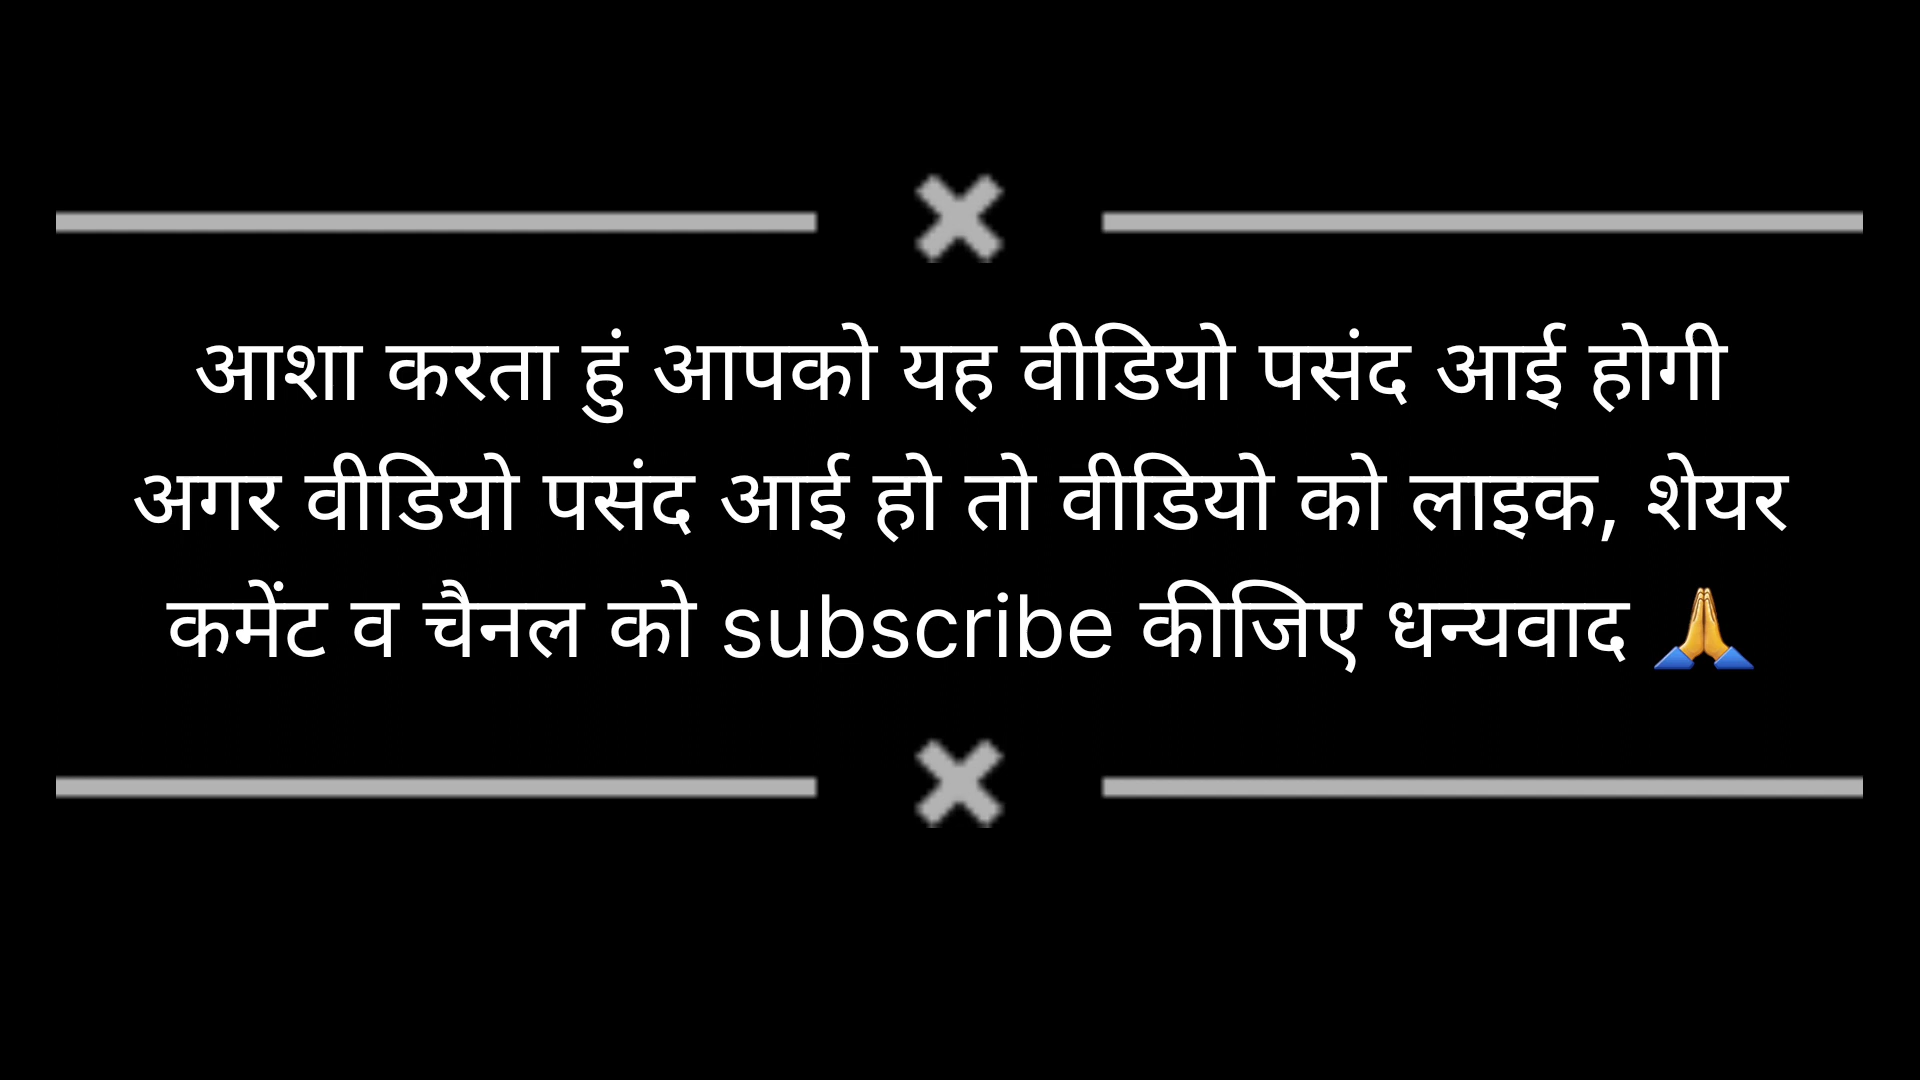 आशा करता हुं आपको यह वीडियो पसंद आई होगी
अगर वीडियो पसंद आई हो तो वीडियो को लाइक, शेयर
कमेंट व चैनल को subscribe कीजिए धन्यवाद 🙏